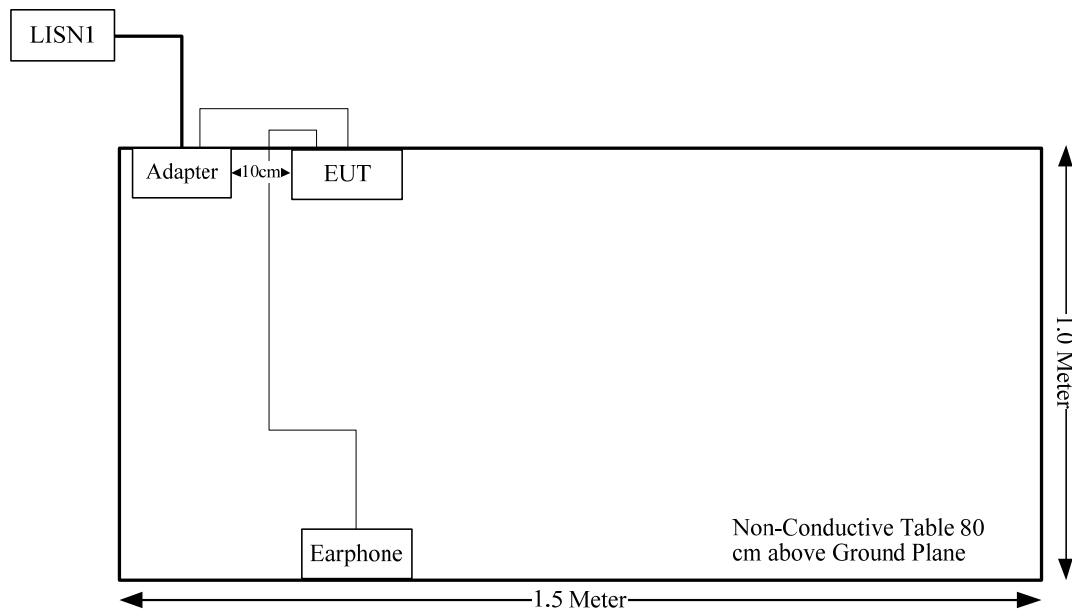 LISN1
Adapter
10cm
EUT
1.0 Meter
Earphone
Non-Conductive Table 80
cm above Ground Plane
1.5 Meter